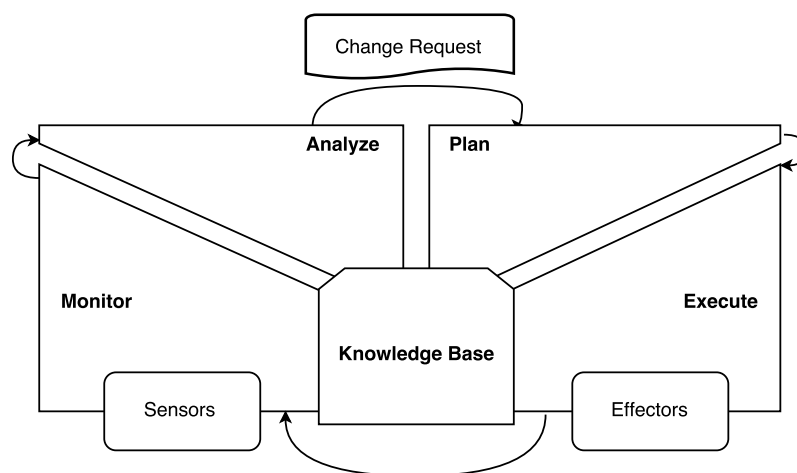 Change Request
Analyze
Plan
Monitor
Execute
Knowledge Base
Sensors
Effectors